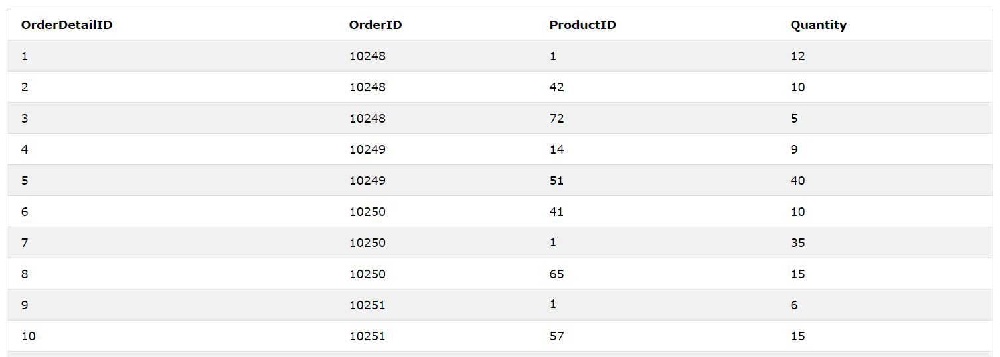 OrderDetailID OrderID ProductID Quantity
1 10248 1 12
2 10248 42 10
3 10248 72 5
4 10249 14 9
5 10249 51 40
6 10250 41 10
7 10250 1 35
8 10250 65 15
9 10251 1 6
10 10251 57 15